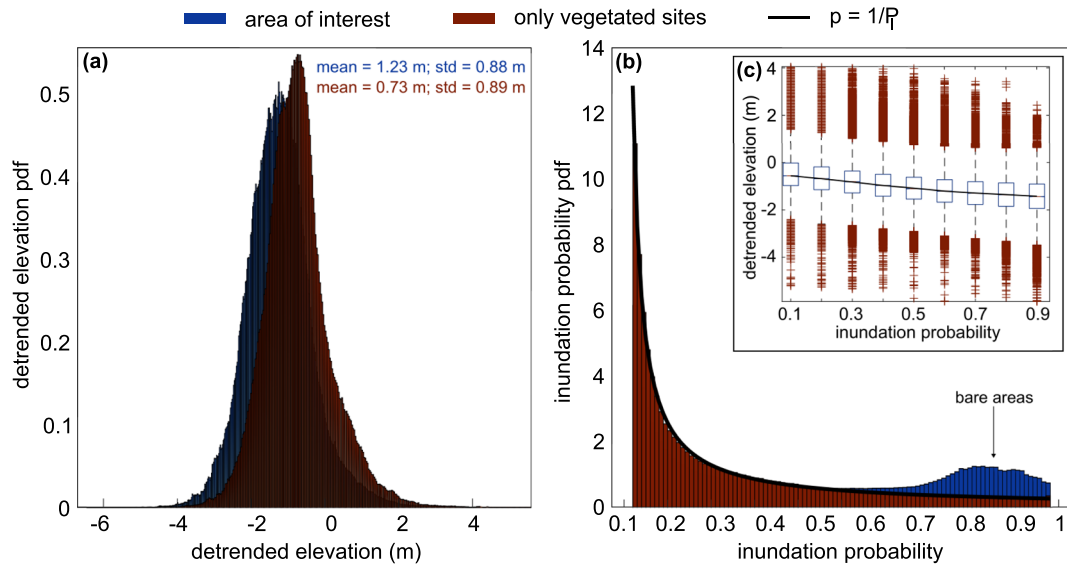 area of interest
only vegetated sites
p = 1/P_I
(a)
mean = 1.23 m; std = 0.88 m
mean = 0.73 m; std = 0.89 m
detrended elevation pdf
0.5
0.4
0.3
0.2
0.1
0
-6
-4
-2
0
2
4
detrended elevation (m)
(b)
inundation probability pdf
14
12
10
8
6
4
2
0
bare areas
0.1
0.2
0.3
0.4
0.5
0.6
0.7
0.8
0.9
1
inundation probability
(c)
detrended elevation (m)
4
2
0
-2
-4
0.1
0.3
0.5
0.7
0.9
inundation probability